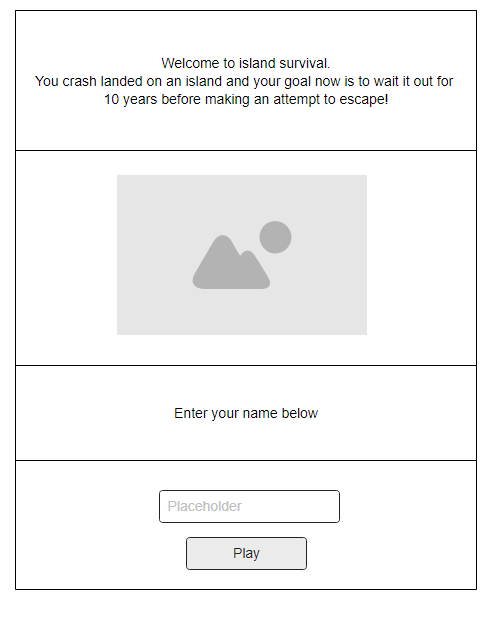 Welcome to island survival.
You crash landed on an island and your goal now is to wait it out for
10 years before making an attempt to escape!
Enter your name below
Placeholder
Play